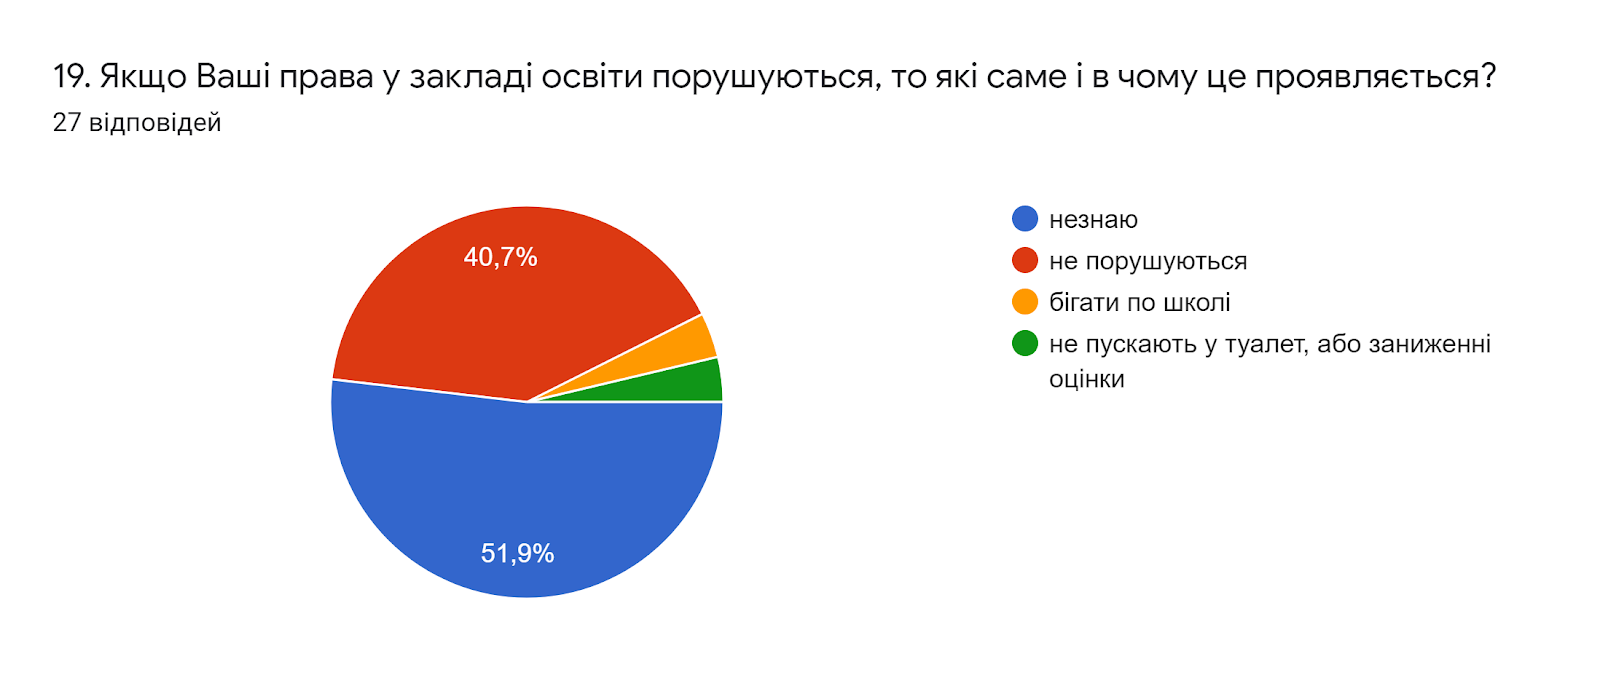 19. Якщо Ваші права у закладі освіти порушуються, то які саме і в чому це проявляється?
27 відповідей
40,7%
51,9%
незнаю
не порушуються
бігати по школі
не пускають у туалет, або заниженні
оцінки